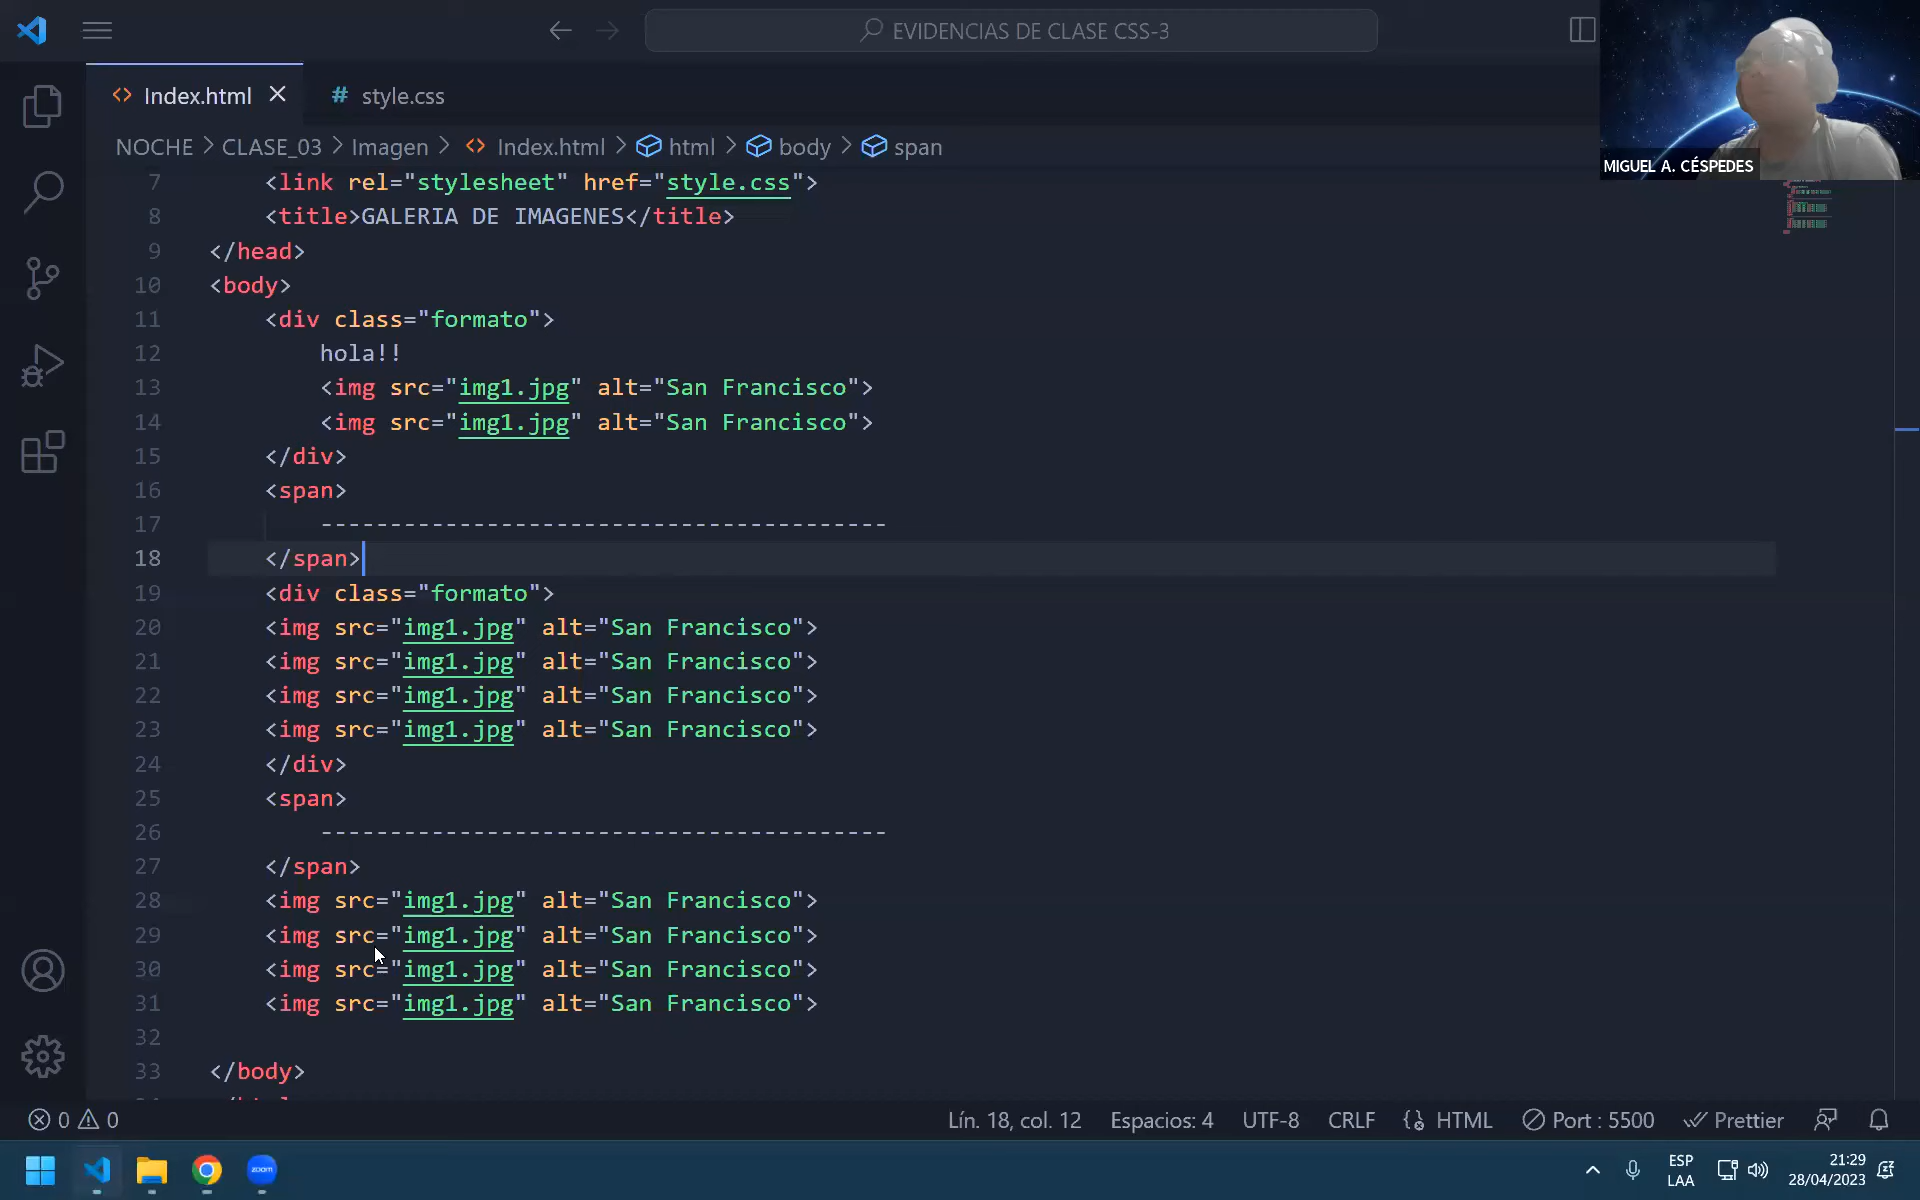 EVIDENCIAS DE CLASE CSS-3
MIGUEL A. CÉSPEDES
Index.html
# style.css
NOCHE > CLASE_03 > Imagen > Index.html > html > body > span
7 <link rel="stylesheet" href="style.css">
8 <title>GALERIA DE IMAGENES</title>
9 </head>
10 <body>
11 <div class="formato">
12 hola!!
13 <img src="img1.jpg" alt="San Francisco">
14 <img src="img1.jpg" alt="San Francisco">
15 </div>
16 <span>
17 -----------------------------------------
18 </span>
19 <div class="formato">
20 <img src="img1.jpg" alt="San Francisco">
21 <img src="img1.jpg" alt="San Francisco">
22 <img src="img1.jpg" alt="San Francisco">
23 <img src="img1.jpg" alt="San Francisco">
24 </div>
25 <span>
26 -----------------------------------------
27 </span>
28 <img src="img1.jpg" alt="San Francisco">
29 <img src="img1.jpg" alt="San Francisco">
30 <img src="img1.jpg" alt="San Francisco">
31 <img src="img1.jpg" alt="San Francisco">
32
33 </body>
0 0 Lín. 18, col. 12 Espacios: 4 UTF-8 CRLF HTML Port : 5500 Prettier
zoom
ESP
LAA
21:29
28/04/2023